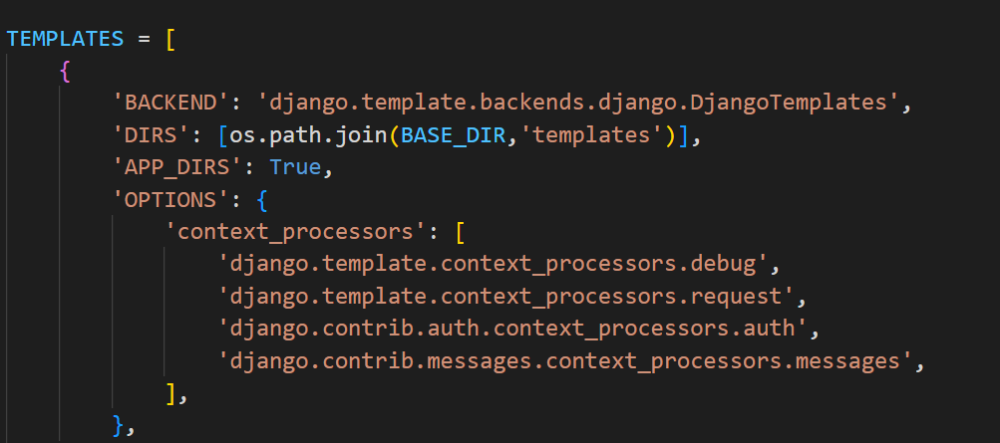 TEMPLATES = [
    {
        'BACKEND': 'django.template.backends.django.DjangoTemplates',
        'DIRS': [os.path.join(BASE_DIR,'templates')],
        'APP_DIRS': True,
        'OPTIONS': {
            'context_processors': [
                'django.template.context_processors.debug',
                'django.template.context_processors.request',
                'django.contrib.auth.context_processors.auth',
                'django.contrib.messages.context_processors.messages',
            ],
        },